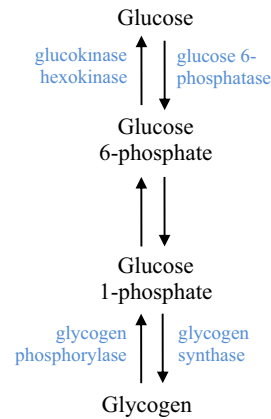 Glucose
glucokinase
hexokinase
glucose 6-
phosphatase
Glucose
6-phosphate
Glucose
1-phosphate
glycogen
phosphorylase
glycogen
synthase
Glycogen